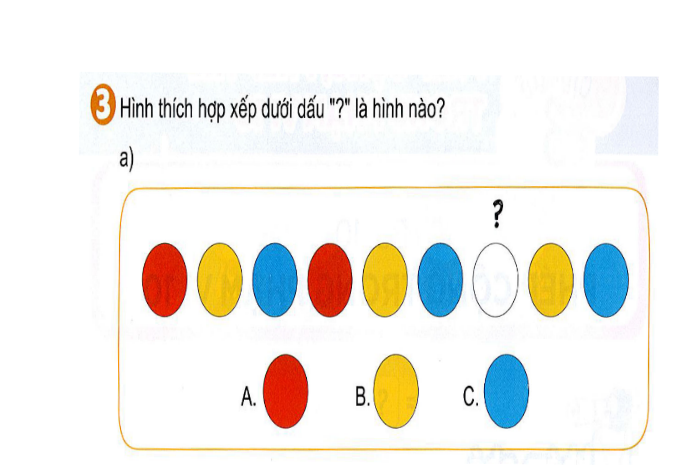 3 Hình thích hợp xếp dưới dấu "?" là hình nào?
a)
?
A. B. C.